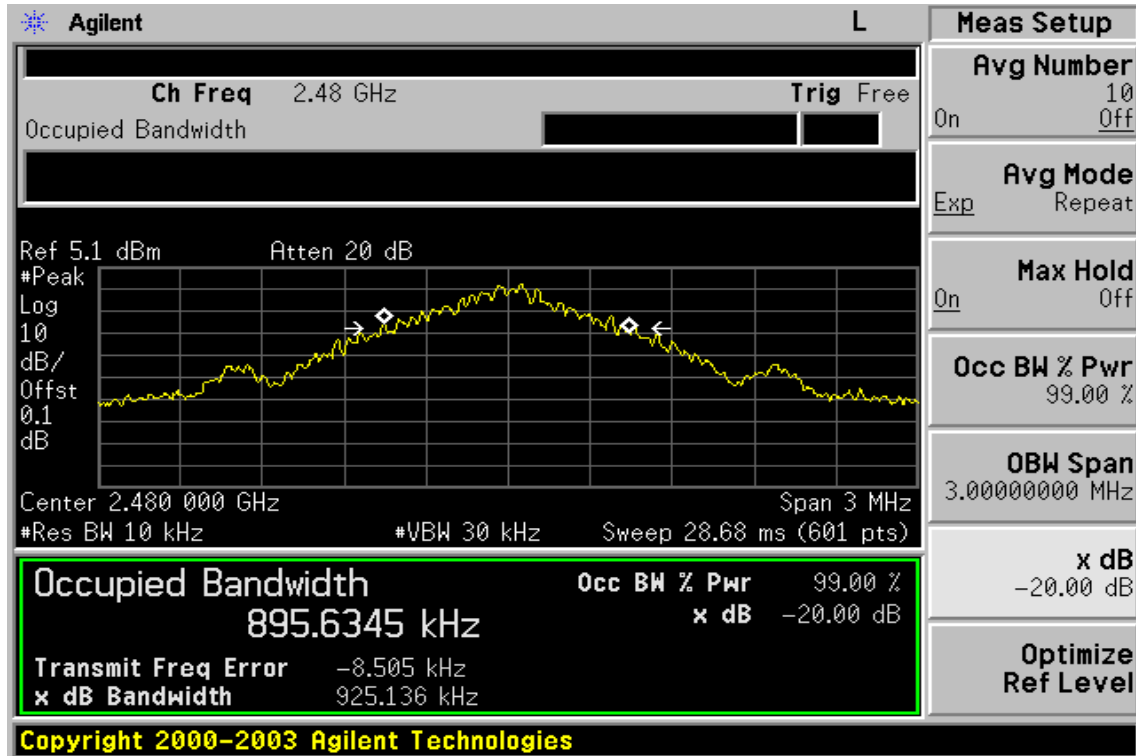 Agilent L
Ch Freq 2.48 GHz Trig Free
Occupied Bandwidth
Ref 5.1 dBm Atten 20 dB
#Peak
Log
10
dB/
Offst
0.1
dB
Center 2.480 000 GHz Span 3 MHz
#Res BW 10 kHz #VBW 30 kHz Sweep 28.68 ms (601 pts)
Occupied Bandwidth
895.6345 kHz
Occ BW % Pwr 99.00 %
x dB -20.00 dB
Transmit Freq Error -8.505 kHz
x dB Bandwidth 925.136 kHz
Copyright 2000-2003 Agilent Technologies
Meas Setup
Avg Number
10
On Off
Avg Mode
Exp Repeat
Max Hold
On Off
Occ BW % Pwr
99.00 %
OBW Span
3.00000000 MHz
x dB
-20.00 dB
Optimize
Ref Level